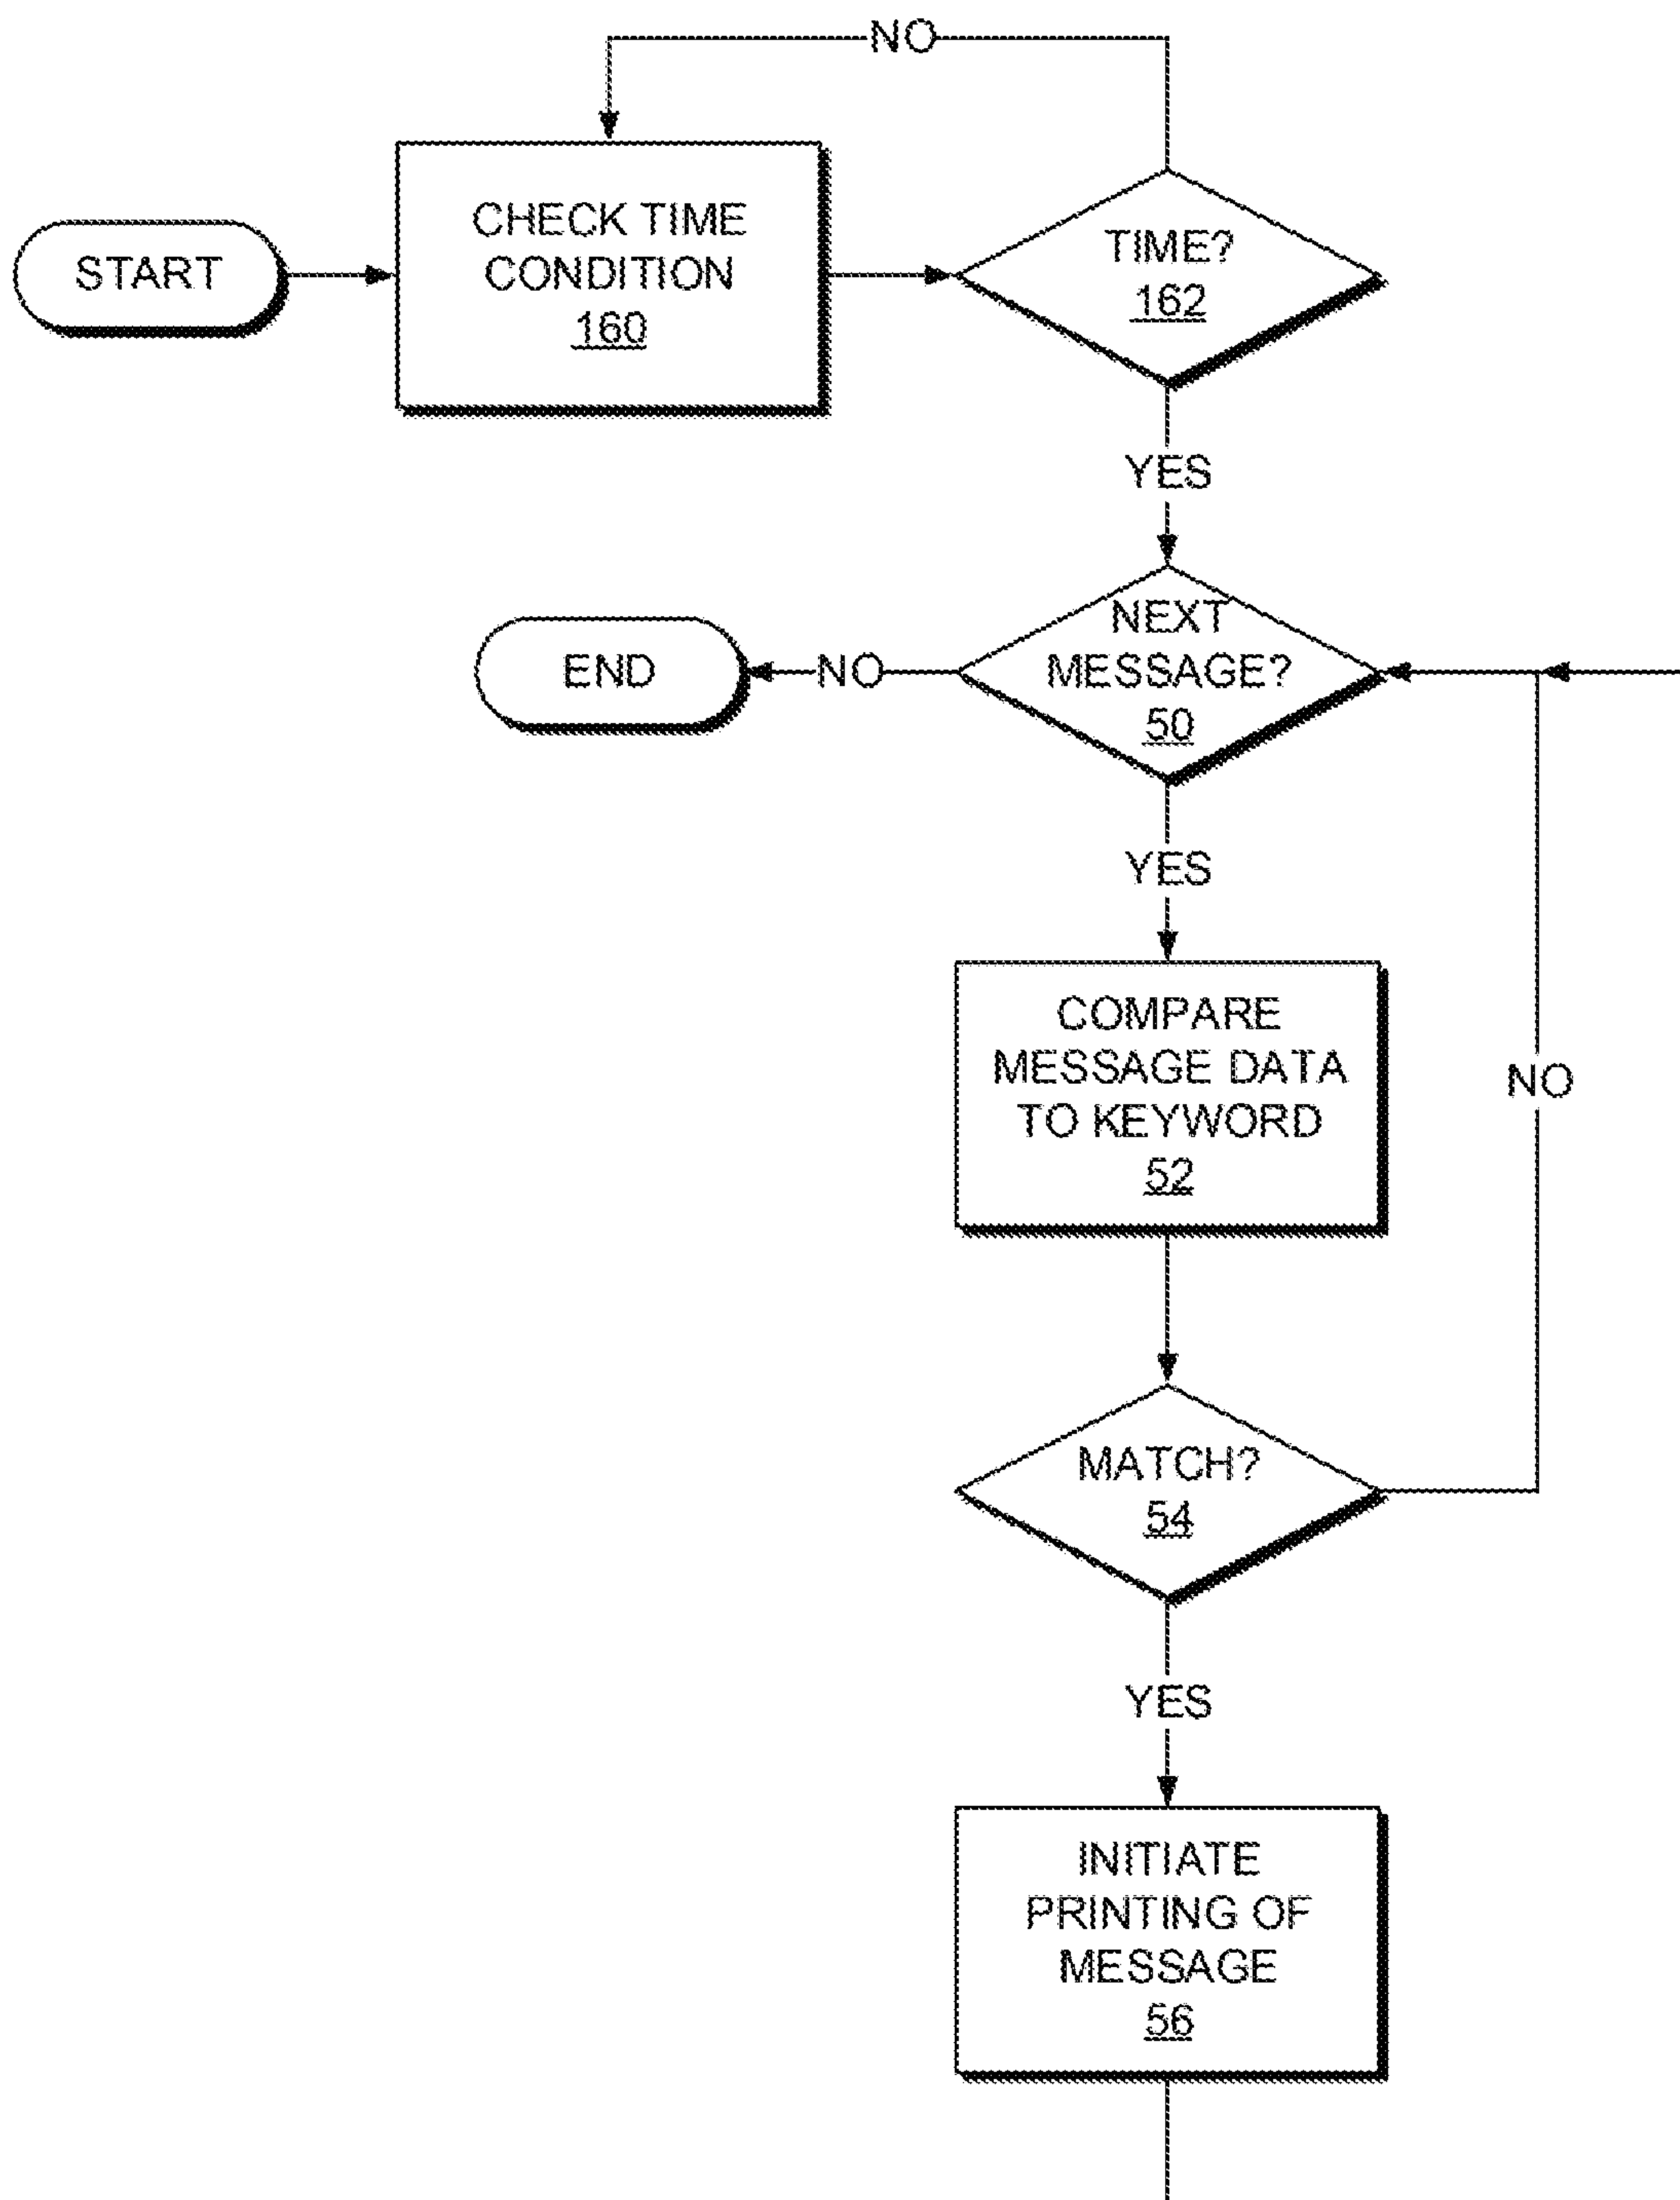 NO
START
CHECK TIME
CONDITION
160
TIME?
162
YES
NEXT
MESSAGE?
50
END
NO
YES
COMPARE
MESSAGE DATA
TO KEYWORD
52
NO
MATCH?
54
YES
INITIATE
PRINTING OF
MESSAGE
56